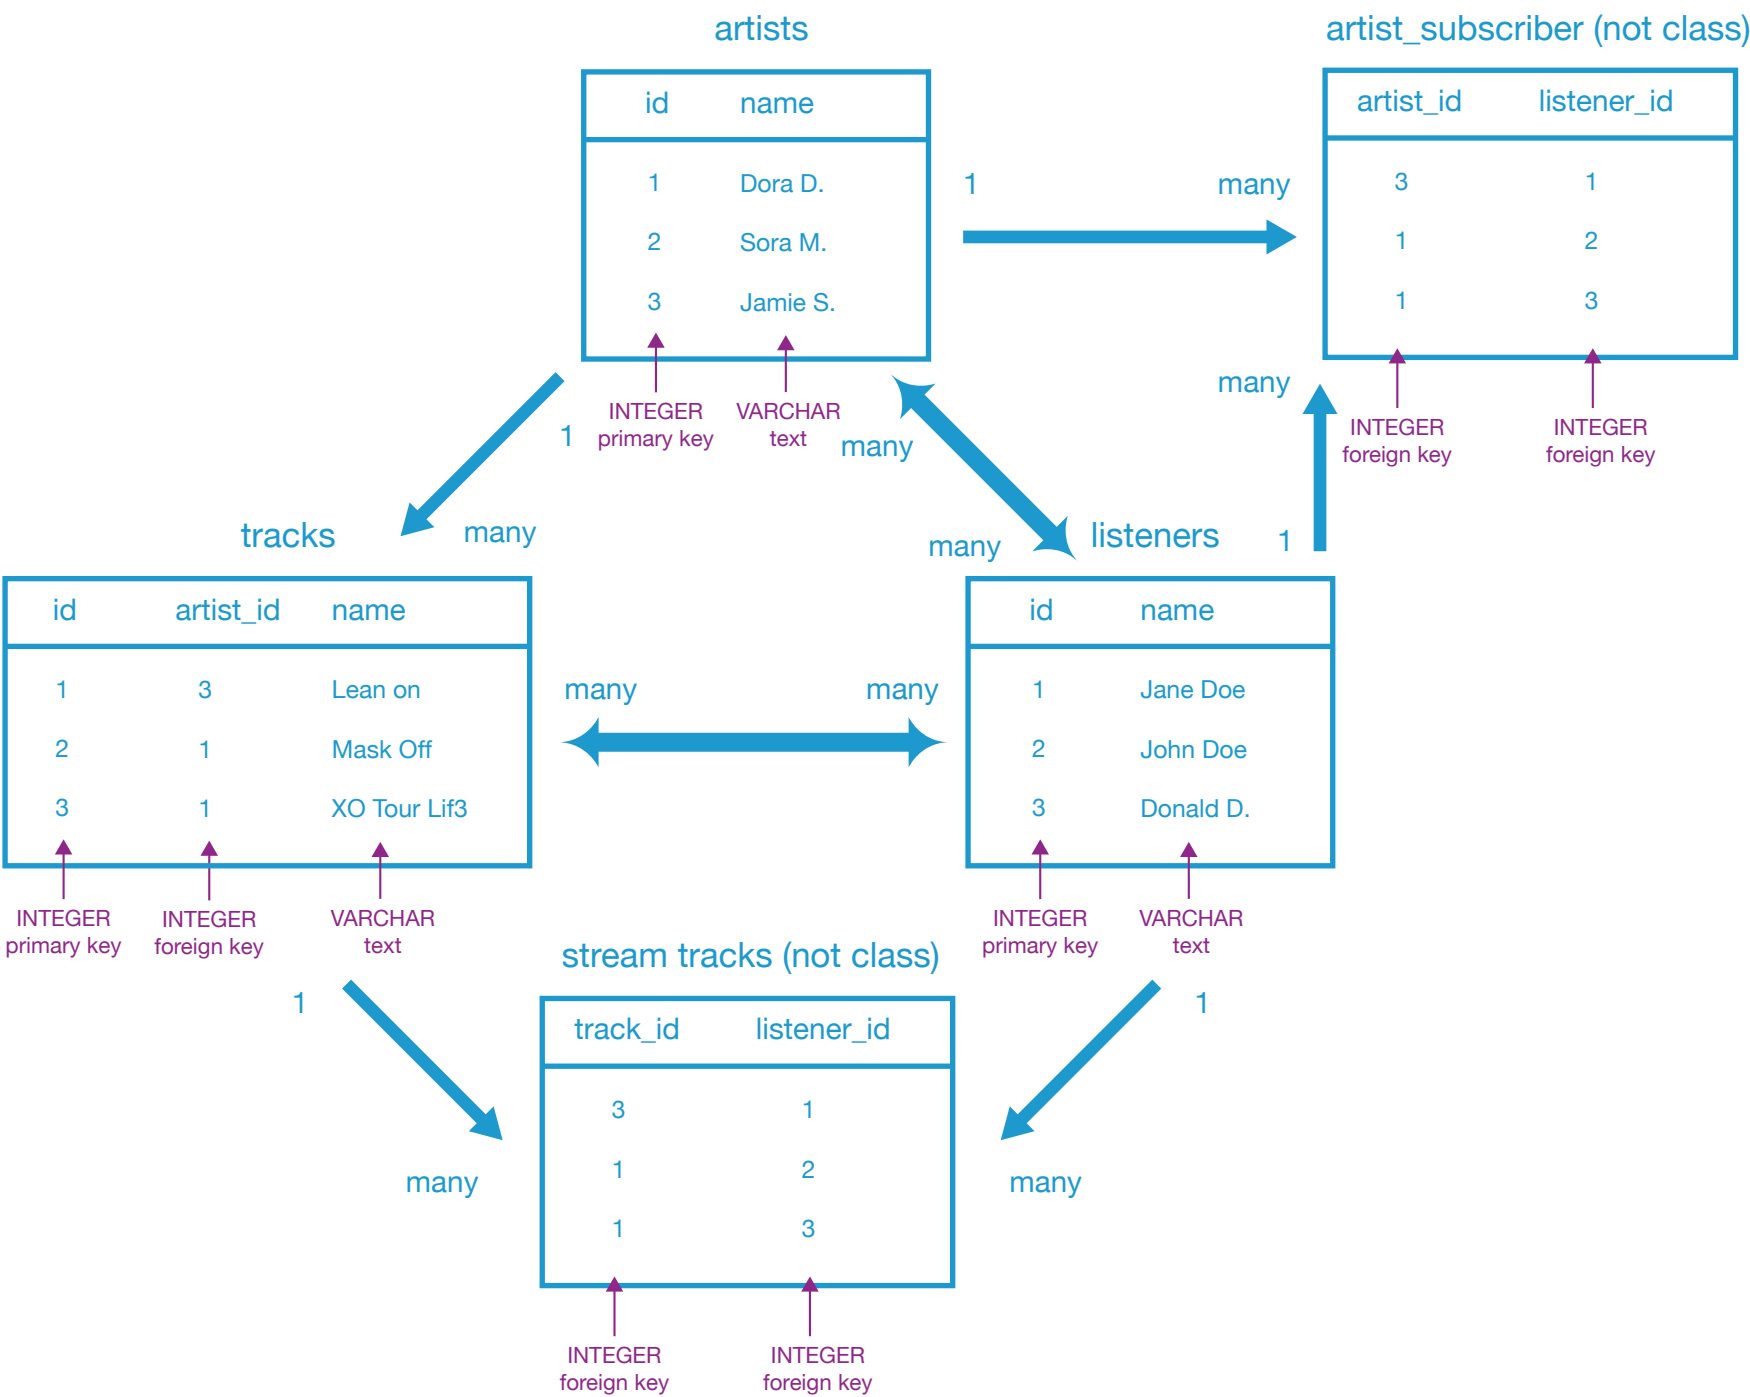 artists
id name
1 Dora D.
2 Sora M.
3 Jamie S.
INTEGER
primary key
VARCHAR
text
artist_subscriber (not class)
artist_id listener_id
3 1
1 2
1 3
INTEGER
foreign key
INTEGER
foreign key
1 many
1
many
many
many
many
1
tracks
id artist_id name
1 3 Lean on
2 1 Mask Off
3 1 XO Tour Lif3
INTEGER
primary key
INTEGER
foreign key
VARCHAR
text
many many
listeners
id name
1 Jane Doe
2 John Doe
3 Donald D.
INTEGER
primary key
VARCHAR
text
1
many
1
many
stream tracks (not class)
track_id listener_id
3 1
1 2
1 3
INTEGER
foreign key
INTEGER
foreign key